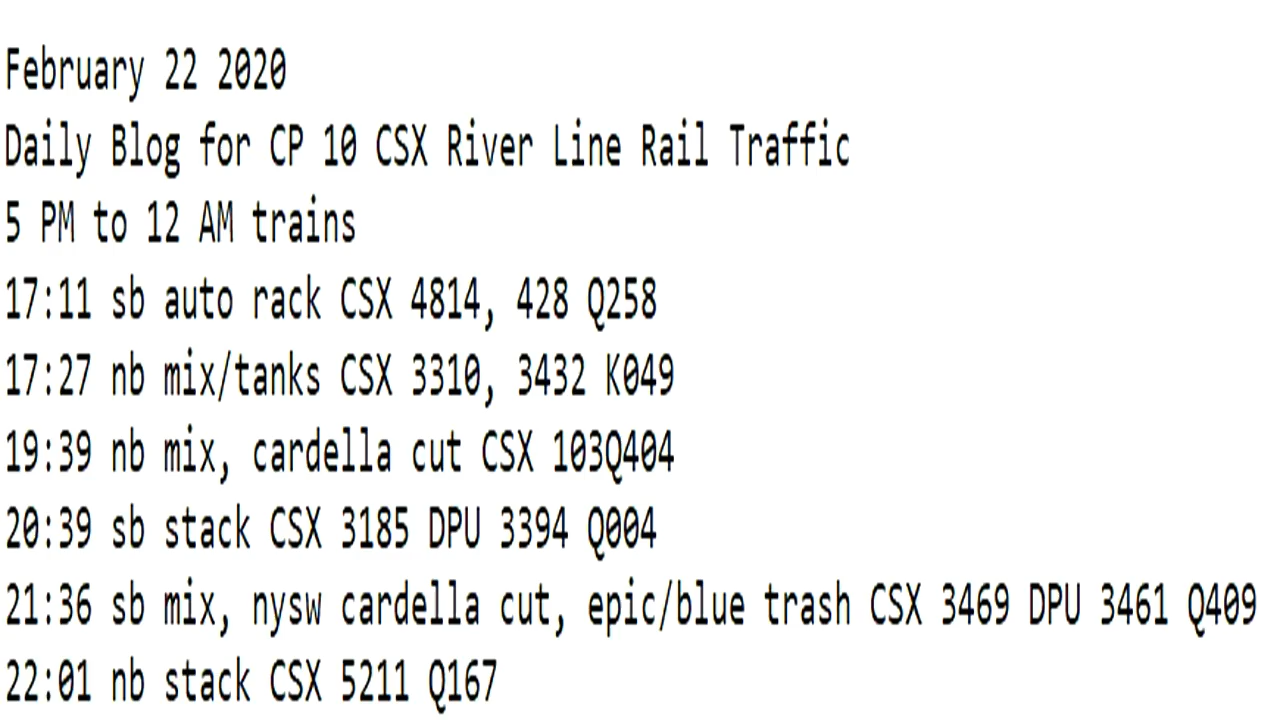 February 22 2020
Daily Blog for CP 10 CSX River Line Rail Traffic
5 PM to 12 AM trains
17:11 sb auto rack CSX 4814, 428 Q258
17:27 nb mix/tanks CSX 3310, 3432 K049
19:39 nb mix, cardella cut CSX 103Q404
20:39 sb stack CSX 3185 DPU 3394 Q004
21:36 sb mix, nysw cardella cut, epic/blue trash CSX 3469 DPU 3461 Q409
22:01 nb stack CSX 5211 Q167